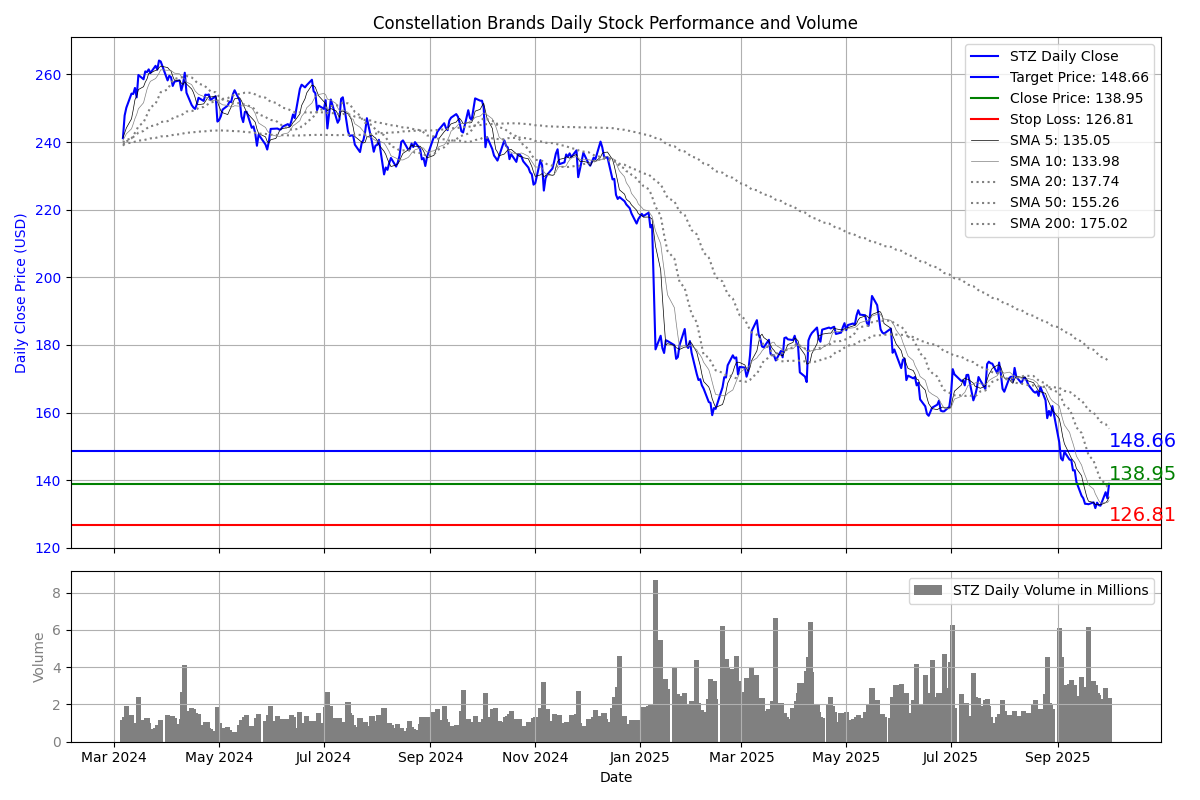 Constellation Brands Daily Stock Performance and Volume
Daily Close Price (USD)
260
240
220
200
180
160
140
120
STZ Daily Close
Target Price: 148.66
Close Price: 138.95
Stop Loss: 126.81
SMA 5: 135.05
SMA 10: 133.98
SMA 20: 137.74
SMA 50: 155.26
SMA 200: 175.02
148.66
138.95
126.81
Volume
8
6
4
2
0
STZ Daily Volume in Millions
Mar 2024 May 2024 Jul 2024 Sep 2024 Nov 2024 Jan 2025 Mar 2025 May 2025 Jul 2025 Sep 2025
Date